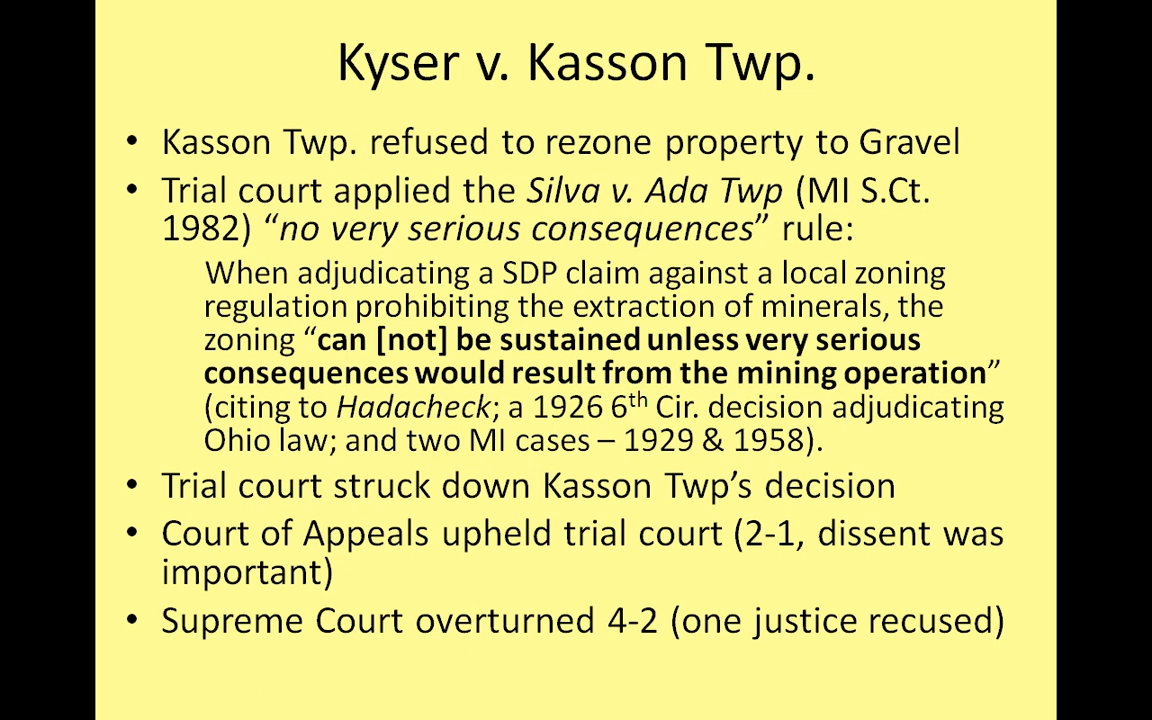 Kyser v. Kasson Twp.
• Kasson Twp. refused to rezone property to Gravel
• Trial court applied the Silva v. Ada Twp (MI S.Ct.
1982) “no very serious consequences” rule:
When adjudicating a SDP claim against a local zoning
regulation prohibiting the extraction of minerals, the
zoning “can [not] be sustained unless very serious
consequences would result from the mining operation”
(citing to Hadacheck; a 1926 6th Cir. decision adjudicating
Ohio law; and two MI cases – 1929 & 1958).
• Trial court struck down Kasson Twp’s decision
• Court of Appeals upheld trial court (2-1, dissent was
important)
• Supreme Court overturned 4-2 (one justice recused)